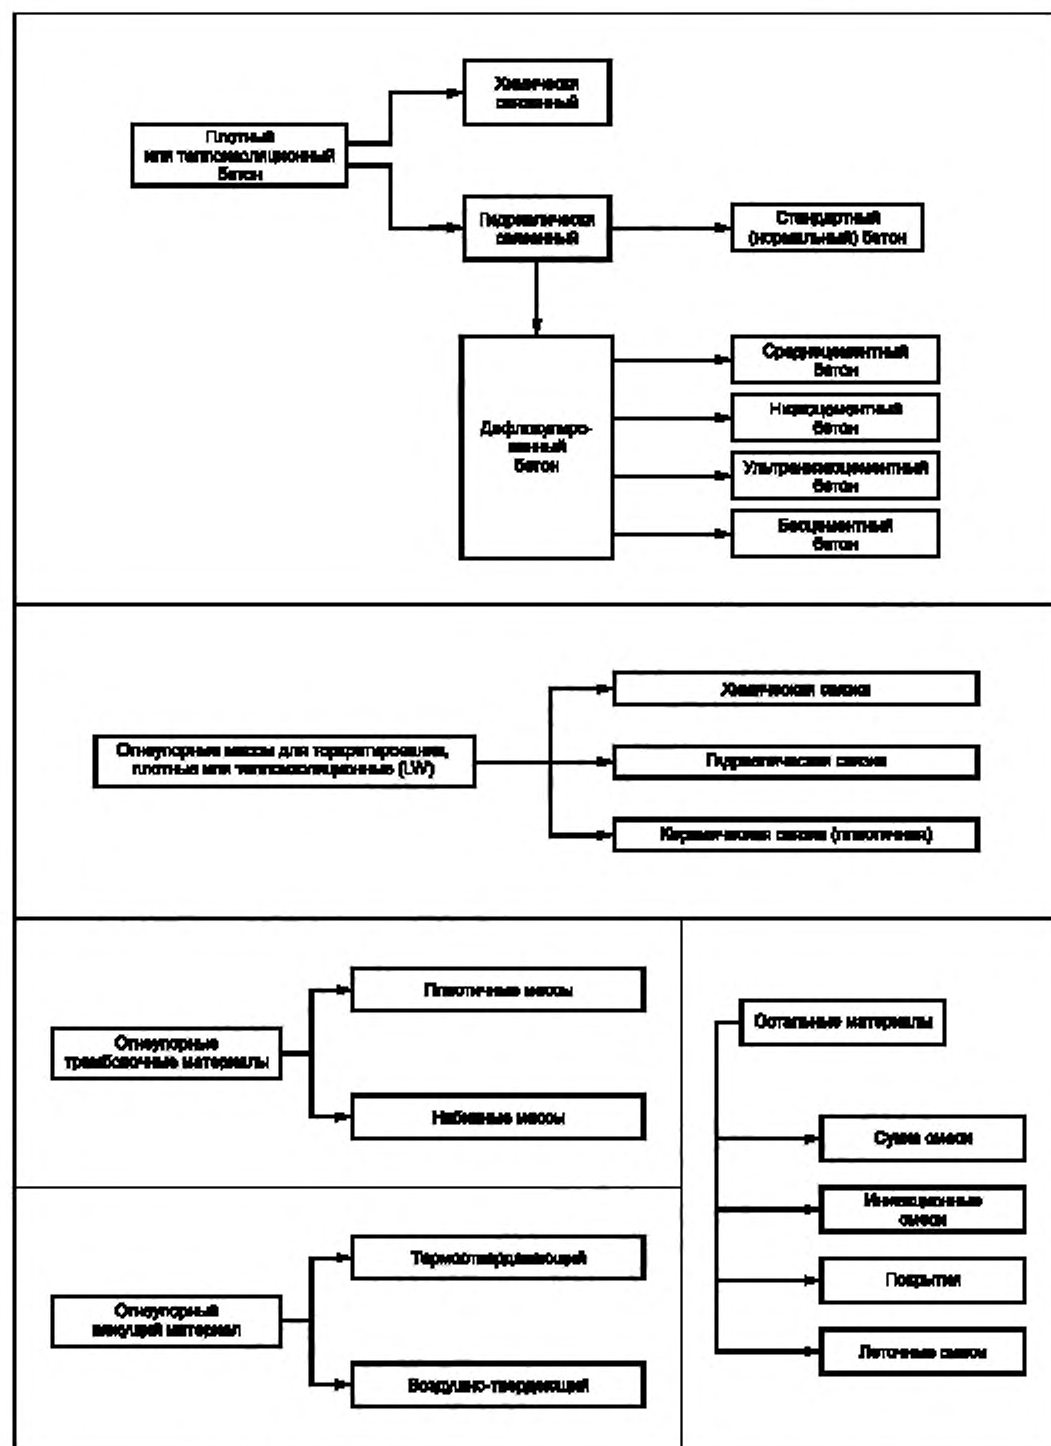 Химически
связанный
Плотный
или теплоизоляционный
бетон
Гидравлически
связанный
Стандартный
(нормальный) бетон
Дефлокулиро-
ванный
бетон
Среднецементный
бетон
Низкоцементный
бетон
Ультранизкоцементный
бетон
Бесцементный
бетон
Огнеупорные массы для торкретирования,
плотные или теплоизоляционные (LW)
Химическая связка
Гидравлическая связка
Керамическая связка (пластичная)
Огнеупорные
трамбовочные материалы
Пластичные массы
Набивные массы
Огнеупорный
вяжущий материал
Термоотвердевающий
Воздушно-твердеющий
Остальные материалы
Сухие смеси
Инъекционные
смеси
Покрытия
Леточные смеси